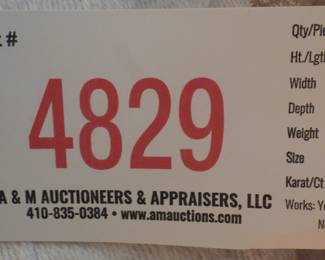 #
4829
A & M AUCTIONEERS & APPRAISERS, LLC
410-835-0384 • www.amauctions.com
Qty/Pie
Ht./Lgt
Width
Depth
Weight
Size
Karat/Ct
Works: Y
N